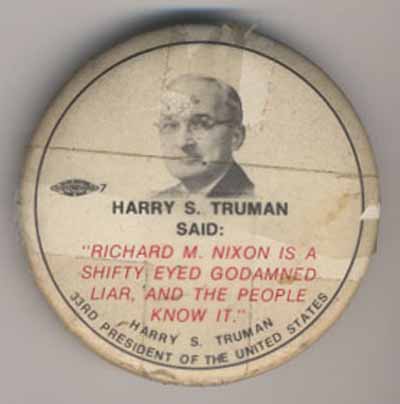 7
HARRY S. TRUMAN
SAID:
"RICHARD M. NIXON IS A
SHIFTY EYED GODAMNED
LIAR, AND THE PEOPLE
KNOW IT."
HARRY S. TRUMAN
33RD PRESIDENT OF THE UNITED STATES